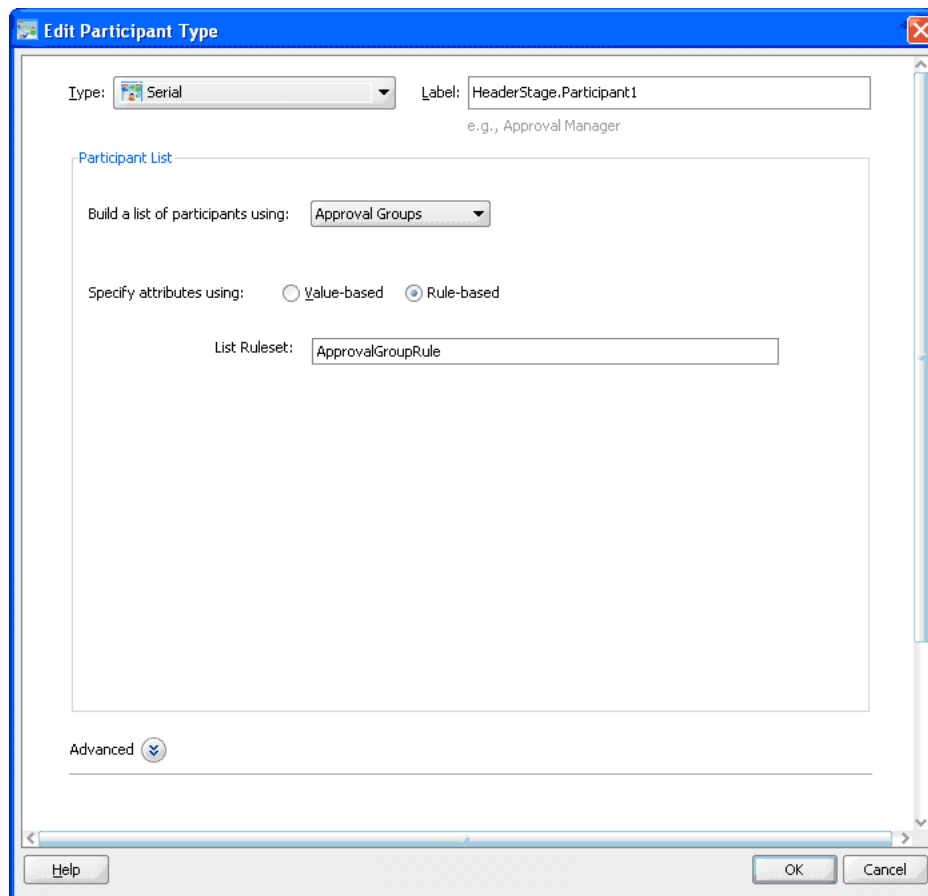 Edit Participant Type
Type: Serial Label: HeaderStage.Participant1
e.g., Approval Manager
Participant List
Build a list of participants using: Approval Groups
Specify attributes using: Value-based Rule-based
List Ruleset: ApprovalGroupRule
Advanced
Help OK Cancel